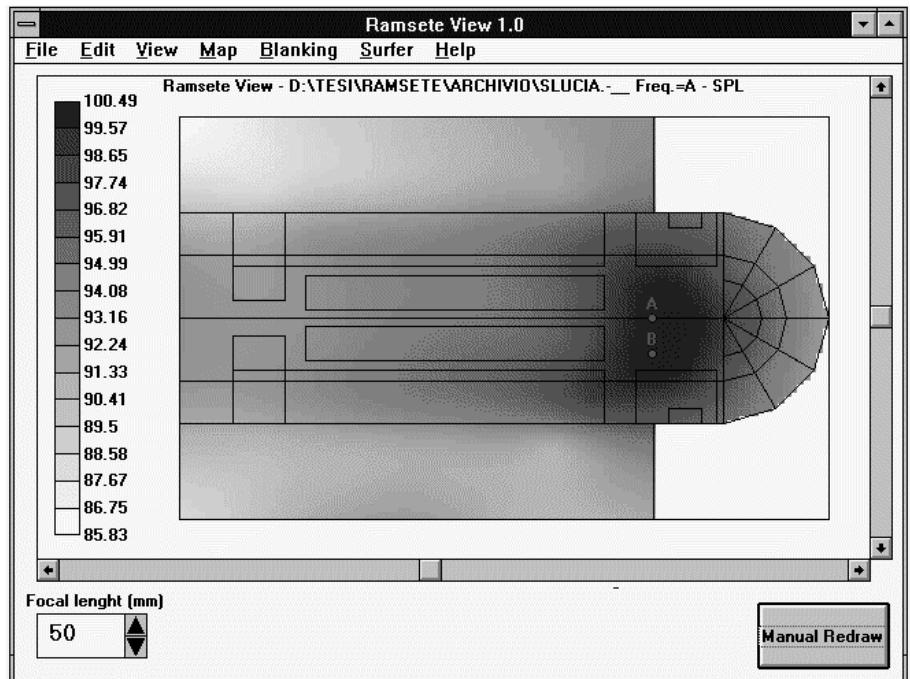 Ramsete View 1.0
File Edit View Map Blanking Surfer Help
Ramsete View - D:\TESI\RAMSETE\ARCHIVIO\SLUCIA.-__ Freq.=A - SPL
100.49
99.57
98.65
97.74
96.82
95.91
94.99
94.08
93.16
92.24
91.33
90.41
89.5
88.58
87.67
86.75
85.83
A
B
Focal lenght (mm)
50
Manual Redraw